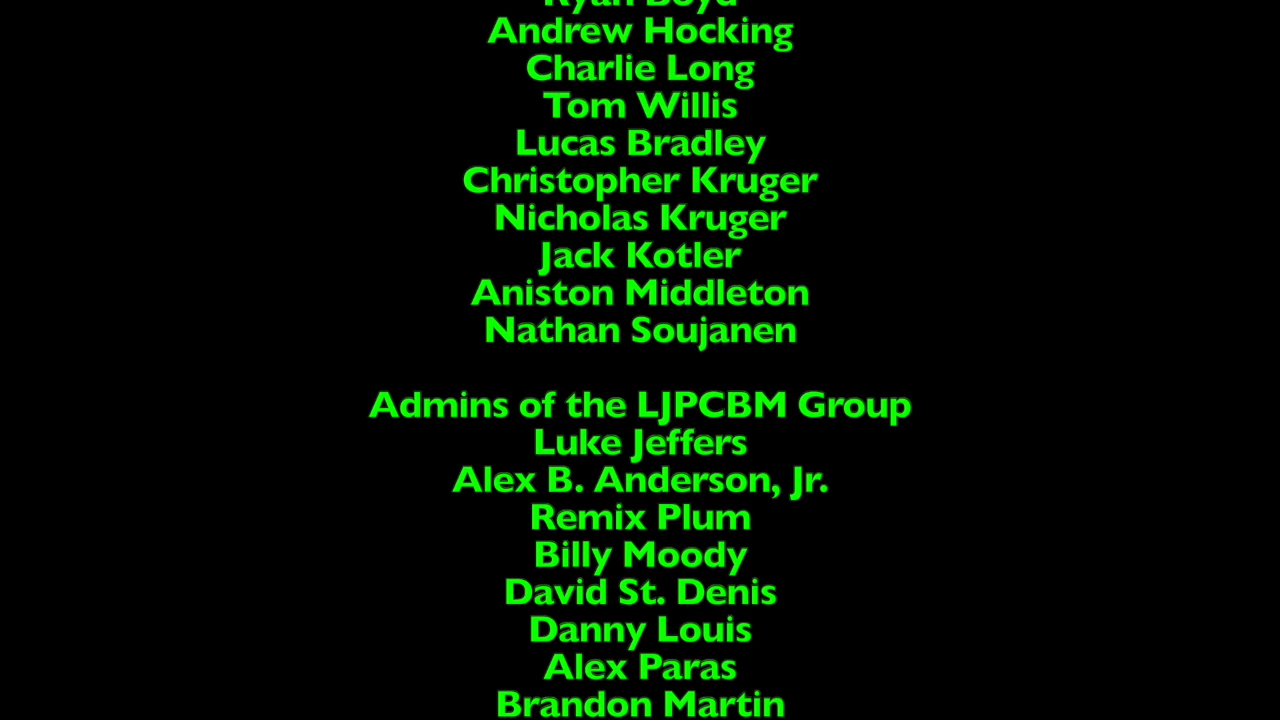 Ryan Boyd
Andrew Hocking
Charlie Long
Tom Willis
Lucas Bradley
Christopher Kruger
Nicholas Kruger
Jack Kotler
Aniston Middleton
Nathan Soujanen
Admins of the LJPCBM Group
Luke Jeffers
Alex B. Anderson, Jr.
Remix Plum
Billy Moody
David St. Denis
Danny Louis
Alex Paras
Brandon Martin